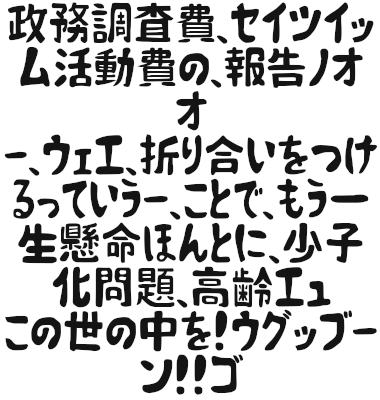 政務調査費、セイツイッ
ム活動費の、報告ノオ
オ
ー、ウェエ、折り合いをつけ
るっていうー、ことで、もう一
生懸命ほんとに、少子
化問題、高齢エュ
この世の中を!ウグッブー
ン!!ゴ